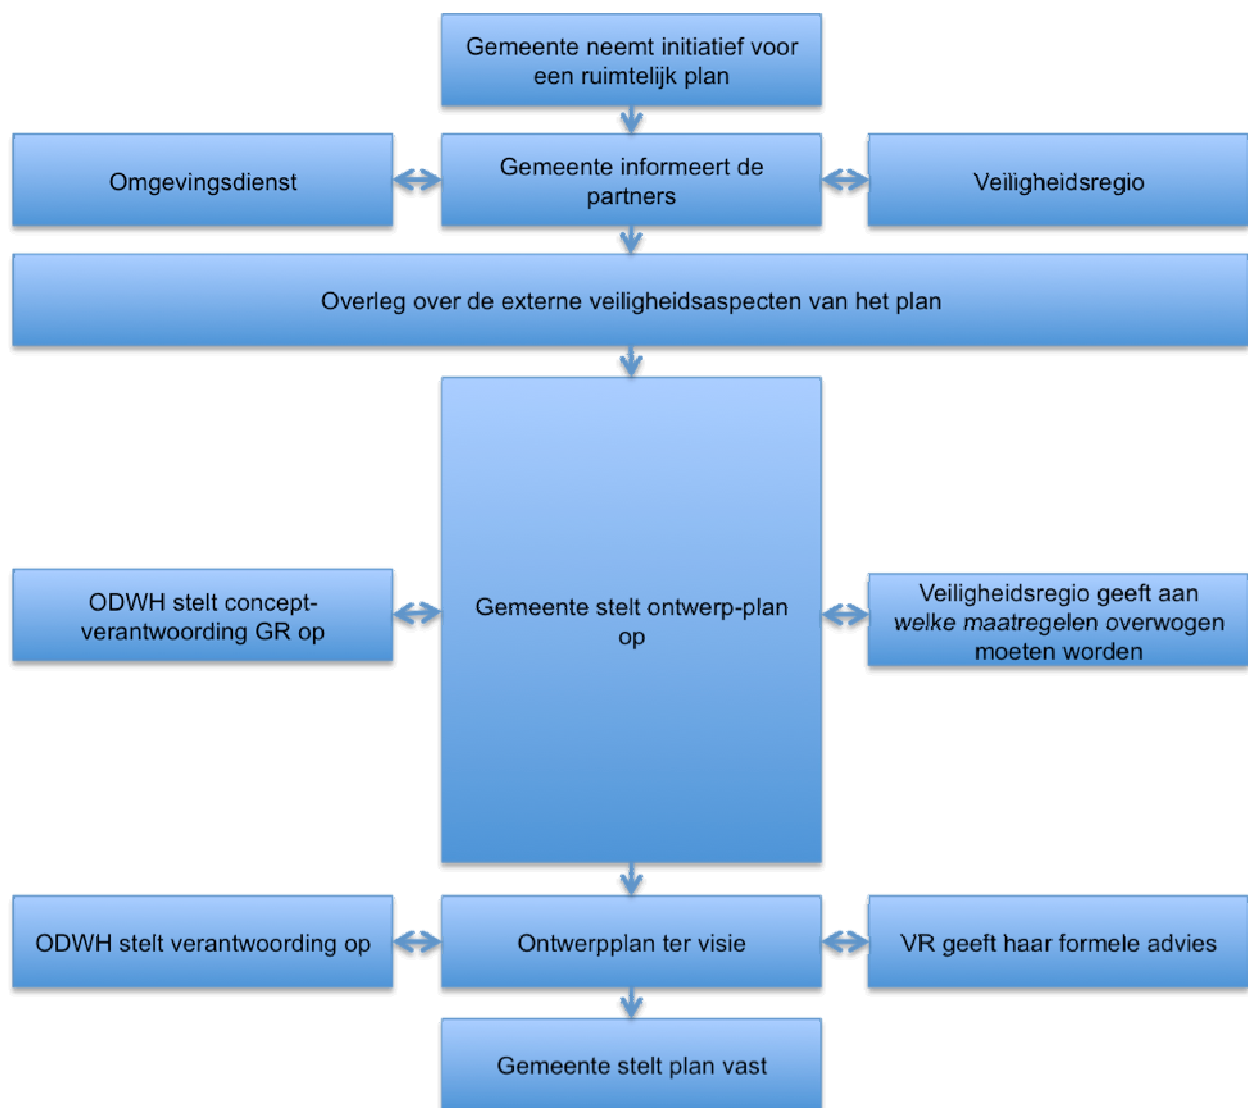 Gemeente neemt initiatief voor
een ruimtelijk plan
Omgevingsdienst
Gemeente informeert de
partners
Veiligheidsregio
Overleg over de externe veiligheidsaspecten van het plan
ODWH stelt concept-
verantwoording GR op
Gemeente stelt ontwerp-plan
op
Veiligheidsregio geeft aan
welke maatregelen overwogen
moeten worden
ODWH stelt verantwoording op
Ontwerpplan ter visie
VR geeft haar formele advies
Gemeente stelt plan vast